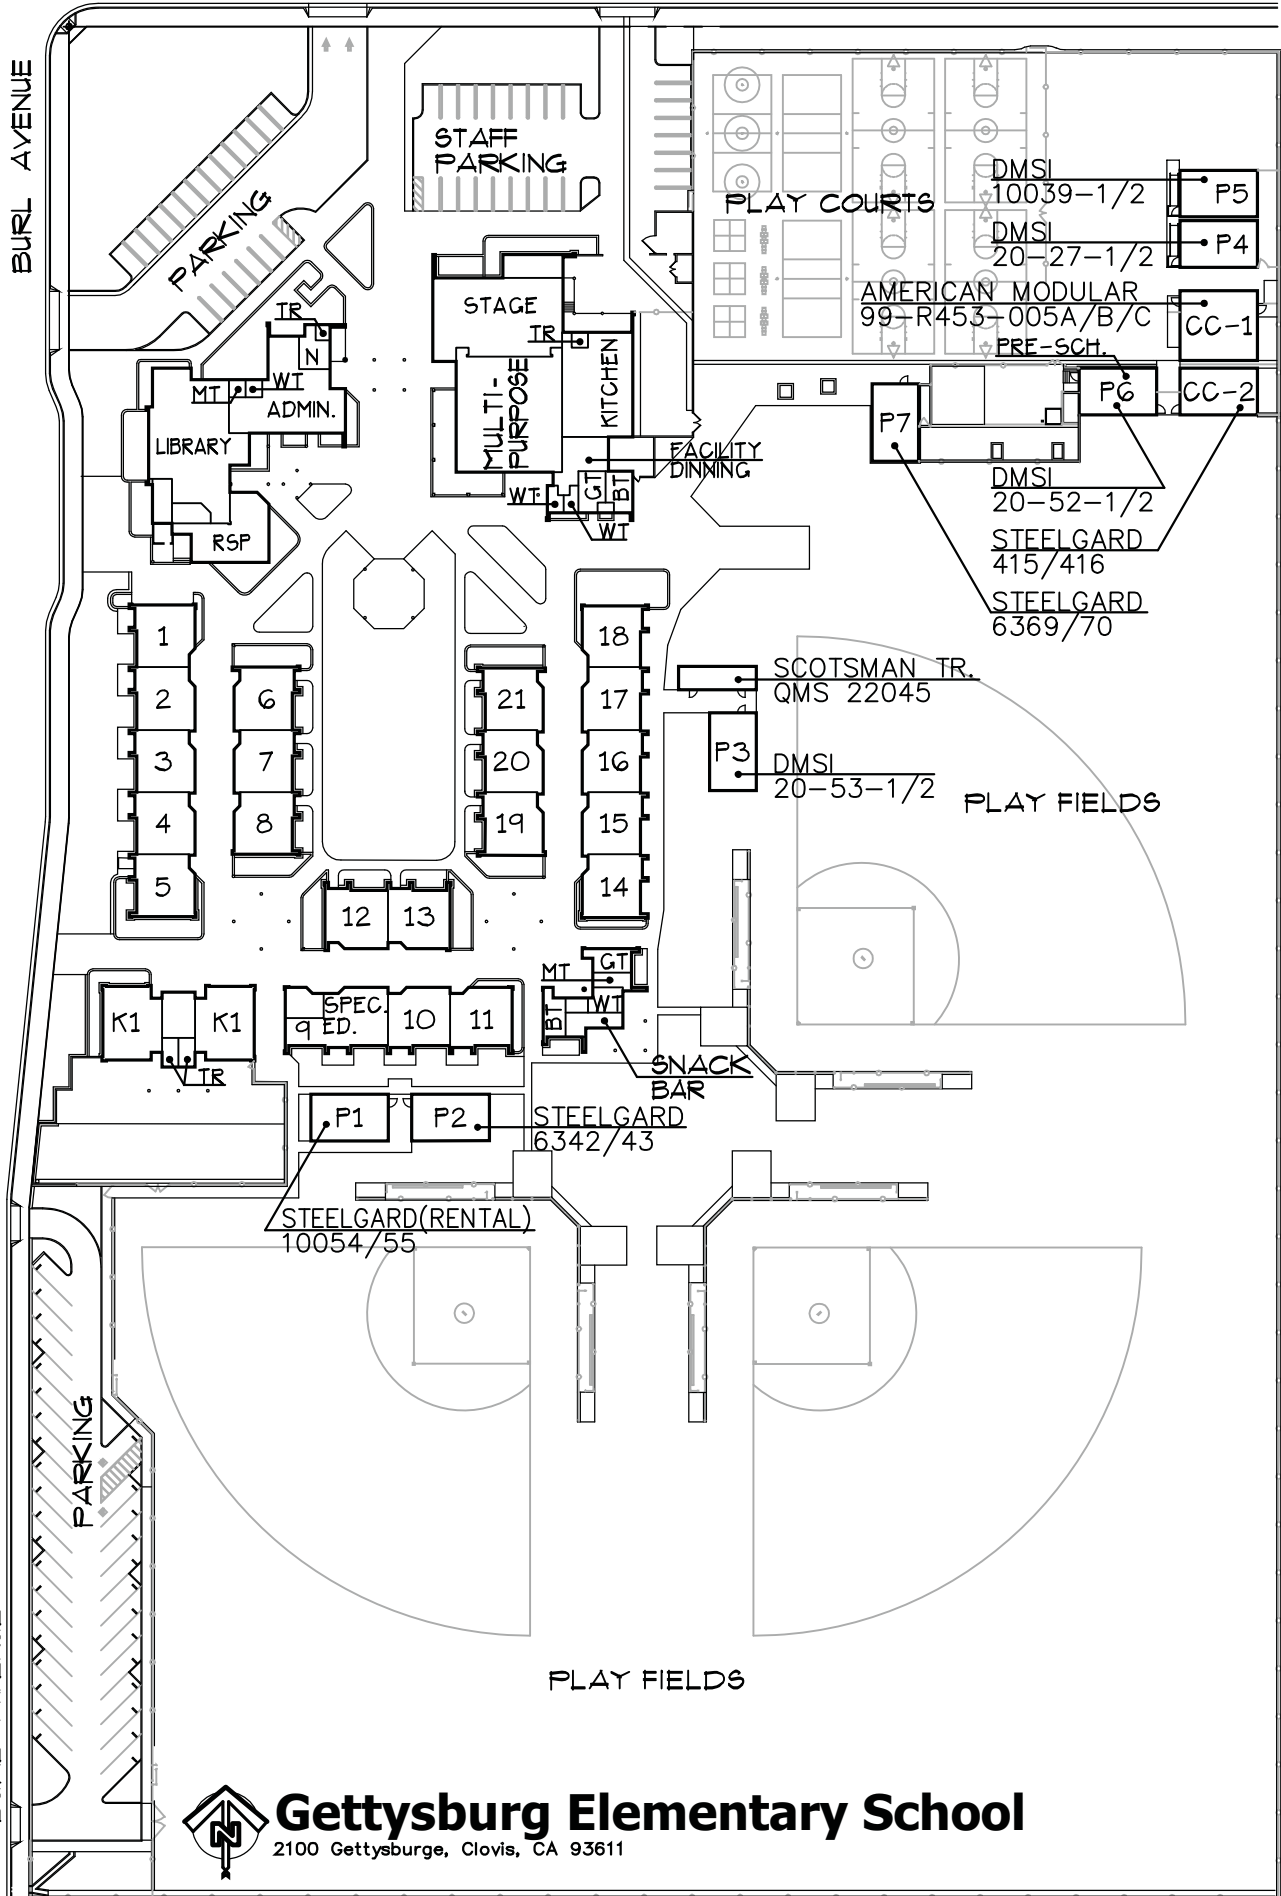 BURL AVENUE
STAFF
PARKING
PARKING
PLAY COURTS
DMSI
10039-1/2
P5
DMSI
20-27-1/2
P4
AMERICAN MODULAR
99-R453-005A/B/C
CC-1
PRE-SCH.
P6
CC-2
P7
STAGE
TR
KITCHEN
MULTI-
PURPOSE
TR
N
MT
WT
ADMIN.
LIBRARY
RSP
FACILITY
DINNING
GT
BT
WT
WT
DMSI
20-52-1/2
STEELGARD
415/416
STEELGARD
6369/70
1
2
3
4
5
6
7
8
21
20
19
18
17
16
15
14
SCOTSMAN TR.
QMS 22045
P3
DMSI
20-53-1/2
PLAY FIELDS
12
13
K1
K1
TR
9
SPEC.
ED.
10
11
MT
GT
BT
WT
SNACK
BAR
P1
P2
STEELGARD
6342/43
STEELGARD(RENTAL)
10054/55
PARKING
PLAY FIELDS
N
Gettysburg Elementary School
2100 Gettysburge, Clovis, CA 93611